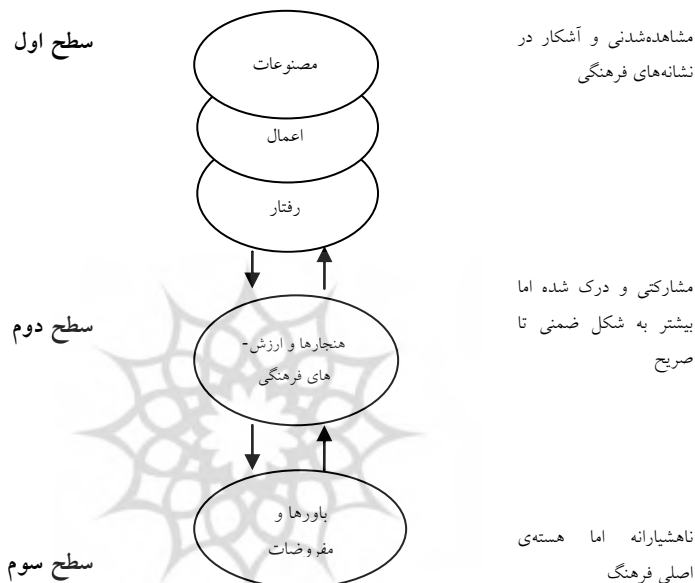 سطح اول
مشاهده‌شدنی و آشکار در
نشانه‌های فرهنگی
مصنوعات
اعمال
رفتار
سطح دوم
مشارکتی و درک شده اما
بیشتر به شکل ضمنی تا
صریح
هنجارها و ارزش-
های فرهنگی
سطح سوم
ناهشیارانه اما هسته‌ی
اصلی فرهنگ
باورها و
مفروضات